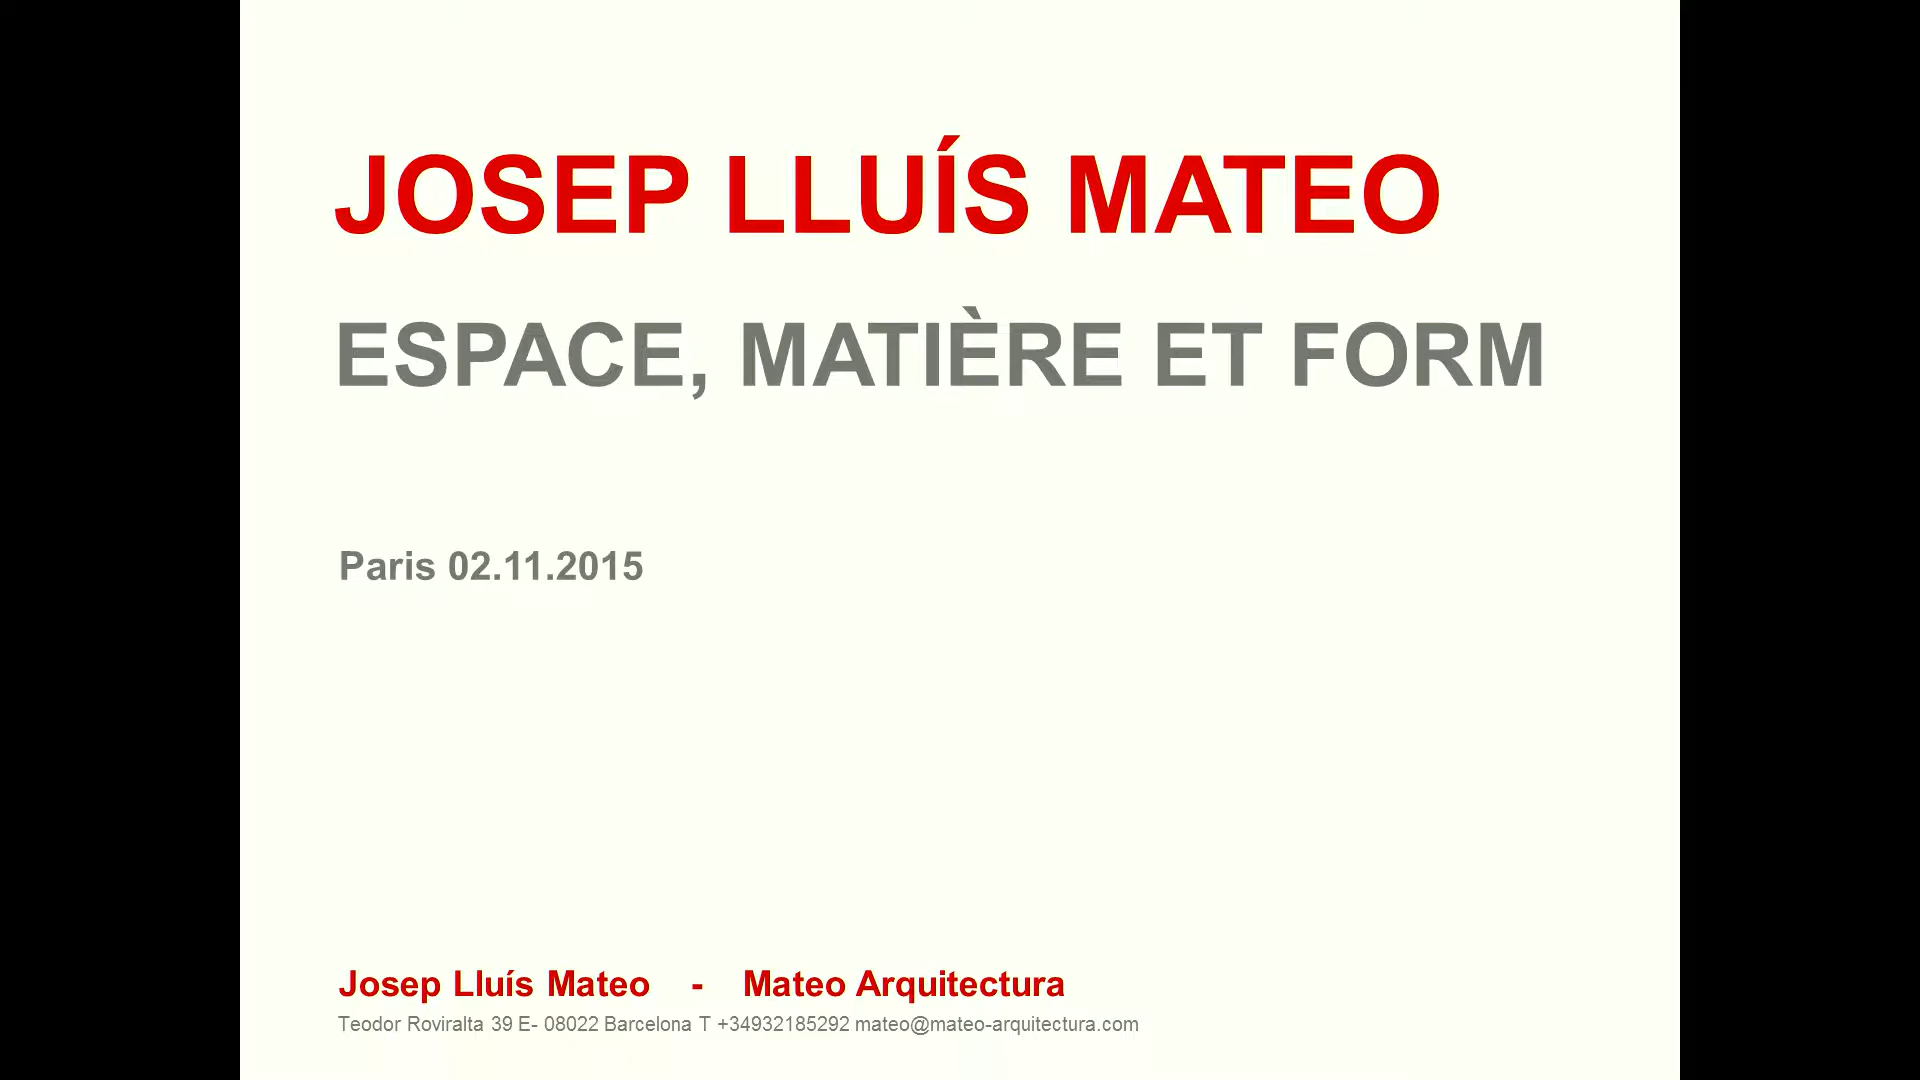 JOSEP LLUÍS MATEO
ESPACE, MATIÈRE ET FORM
Paris 02.11.2015
Josep Lluís Mateo - Mateo Arquitectura
Teodor Roviralta 39 E- 08022 Barcelona T +34932185292 mateo@mateo-arquitectura.com